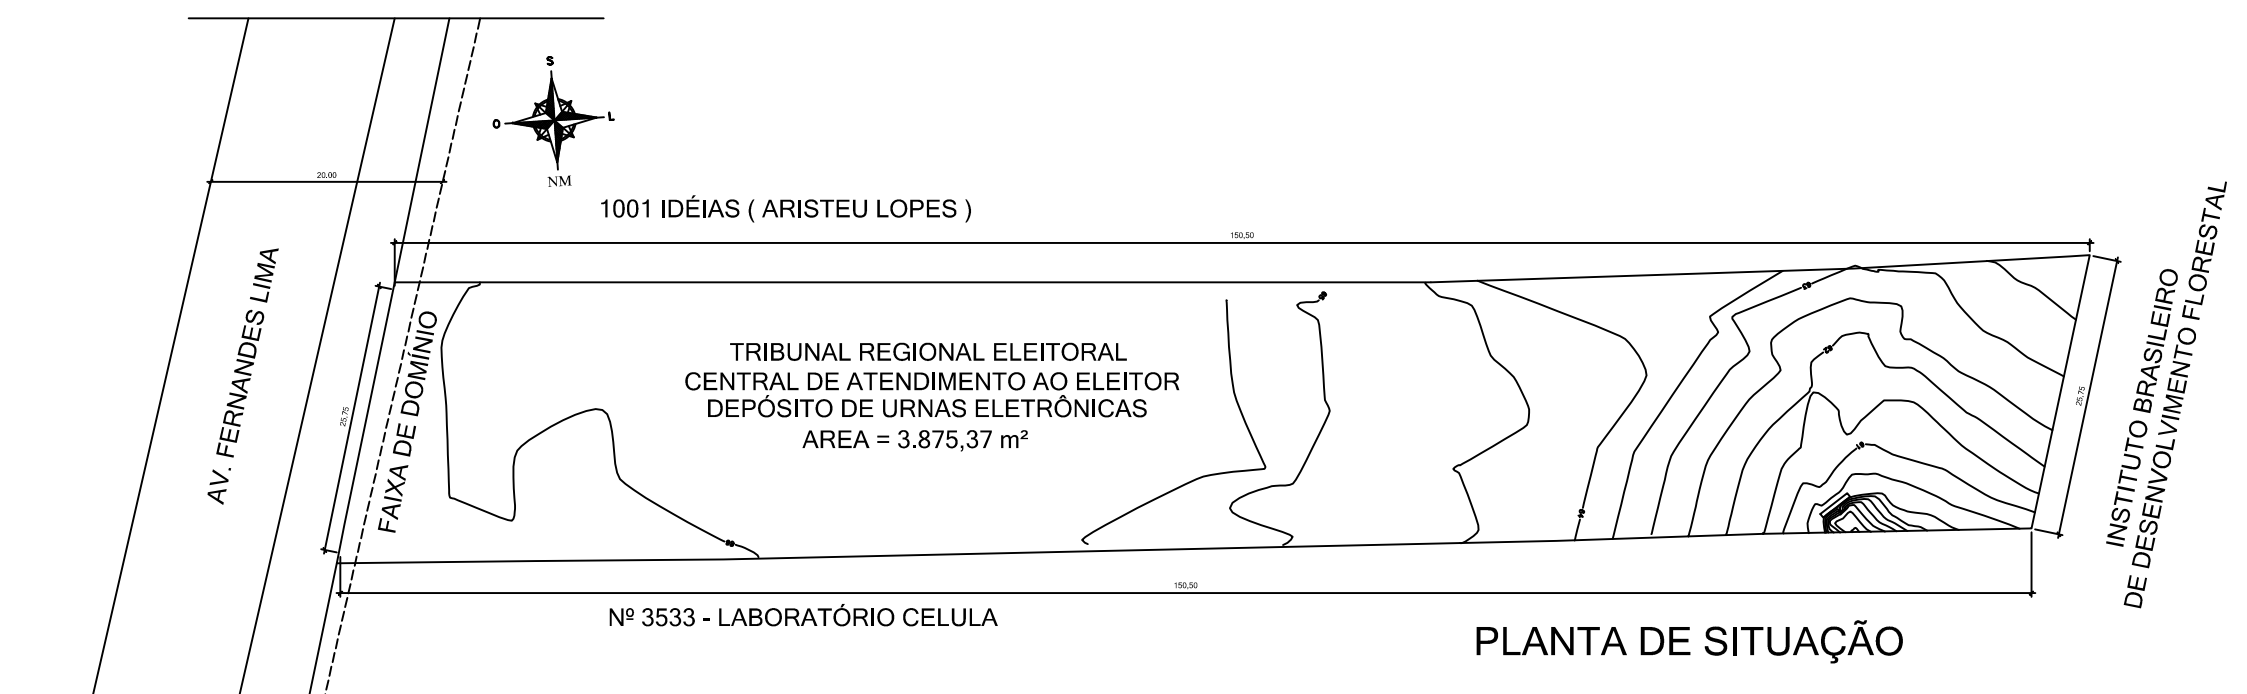 S
O
L
NM
20.00
1001 IDÉIAS ( ARISTEU LOPES )
150,50
AV. FERNANDES LIMA
FAIXA DE DOMÍNIO
25,75
TRIBUNAL REGIONAL ELEITORAL
CENTRAL DE ATENDIMENTO AO ELEITOR
DEPÓSITO DE URNAS ELETRÔNICAS
AREA = 3.875,37 m²
25,75
INSTITUTO BRASILEIRO
DE DESENVOLVIMENTO FLORESTAL
150,50
Nº 3533 - LABORATÓRIO CELULA
PLANTA DE SITUAÇÃO